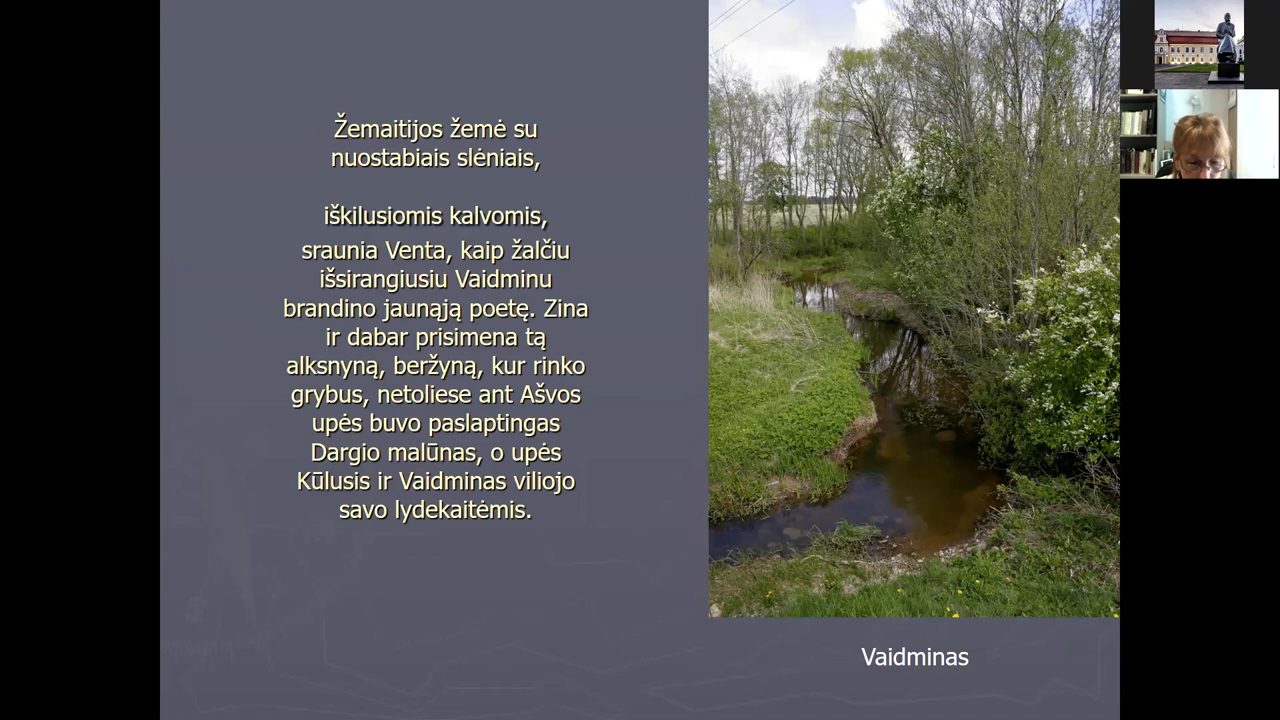 Žemaitijos žemė su
nuostabiais slėniais,
iškilusiomis kalvomis,
sraunia Venta, kaip žalčiu
išsirangiusiu Vaidminu
brandino jaunąją poetę. Zina
ir dabar prisimena tą
alksnyną, beržyną, kur rinko
grybus, netoliese ant Ašvos
upės buvo paslaptingas
Dargio malūnas, o upės
Kūlusis ir Vaidminas viliojo
savo lydekaitėmis.
Vaidminas